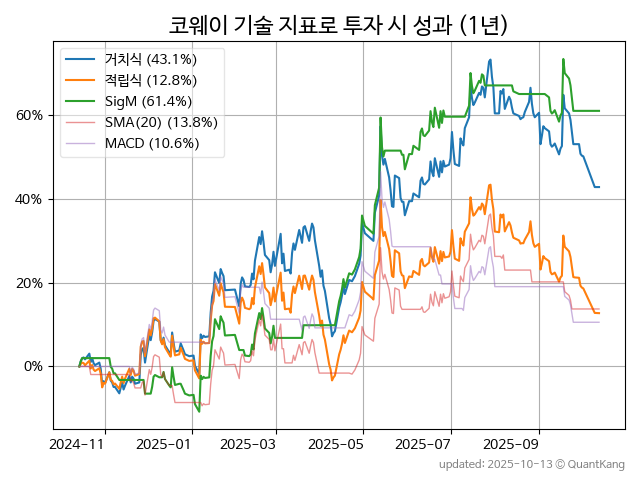 코웨이 기술 지표로 투자 시 성과 (1년)
거치식 (43.1%)
적립식 (12.8%)
SigM (61.4%)
SMA(20) (13.8%)
MACD (10.6%)
60%
40%
20%
0%
2024-11 2025-01 2025-03 2025-05 2025-07 2025-09
updated: 2025-10-13 © QuantKang